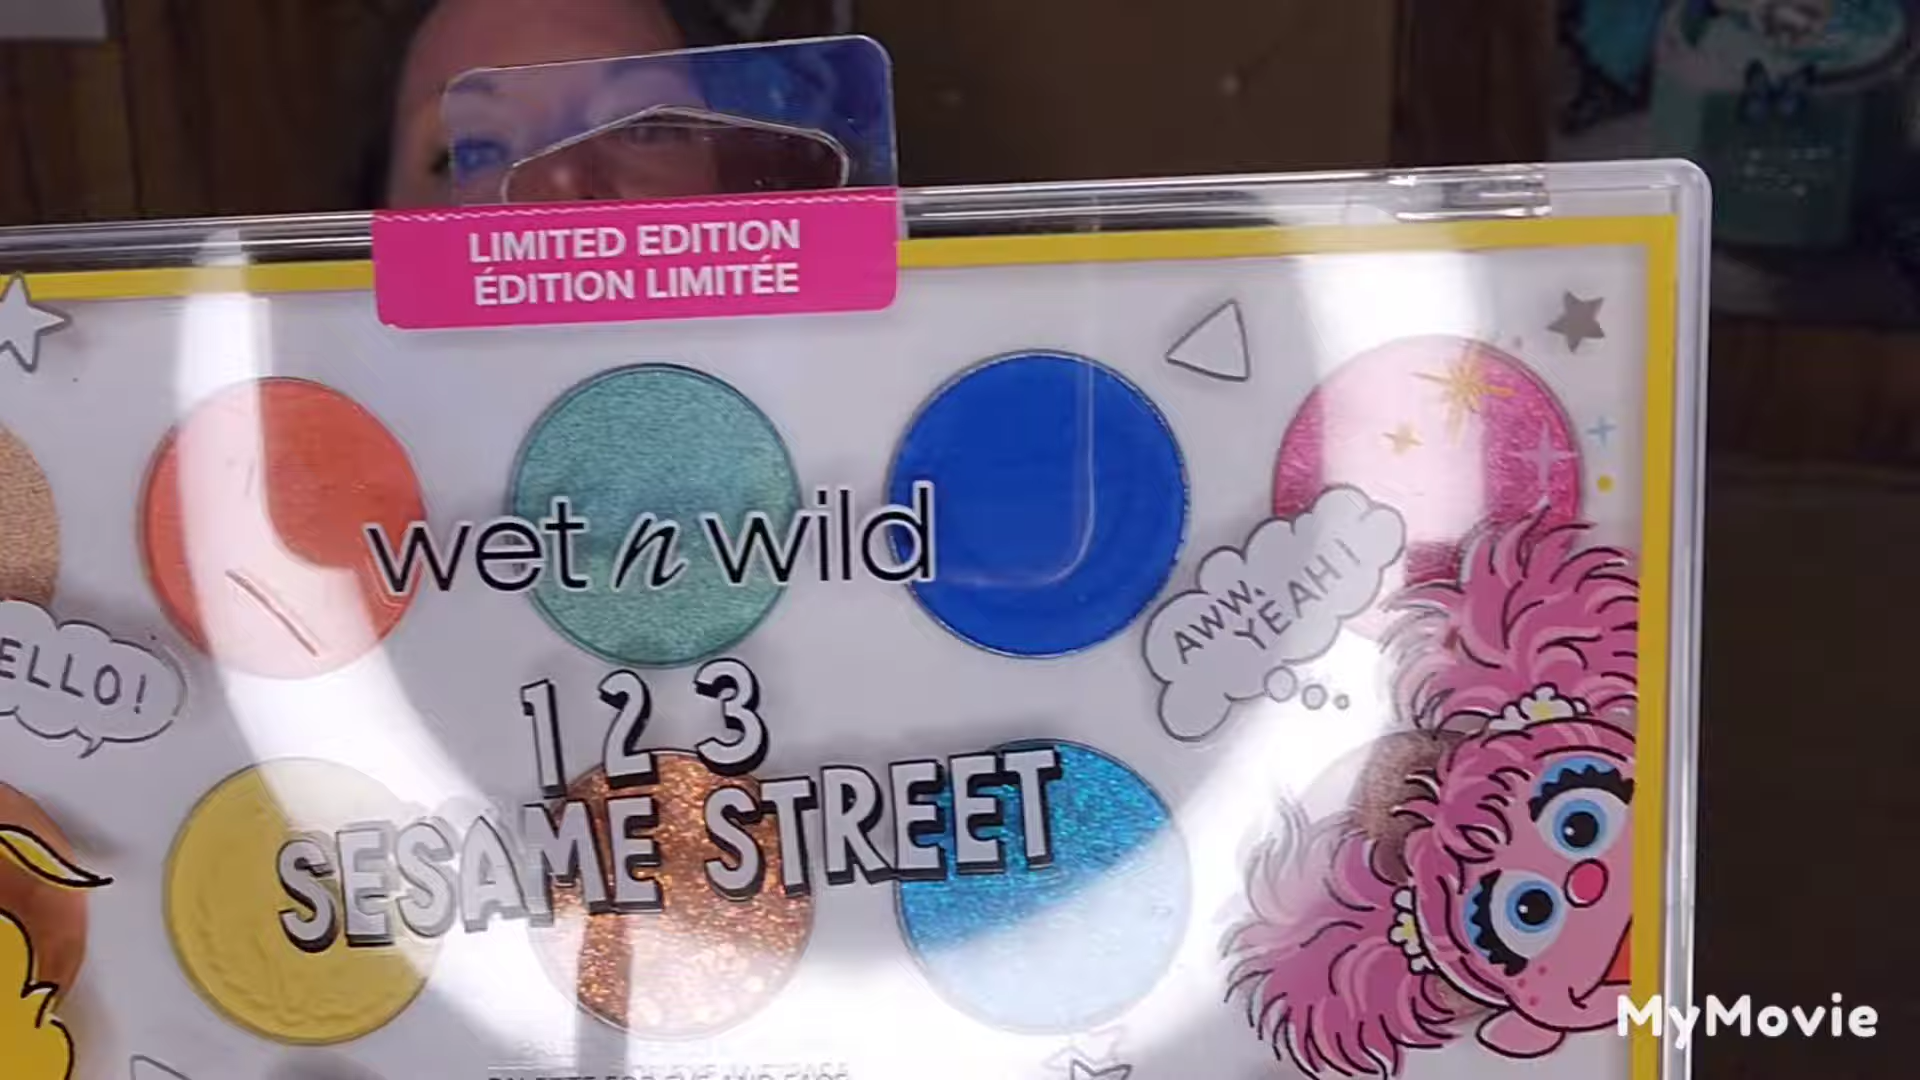 LIMITED EDITION
ÉDITION LIMITÉE
wet n wild
AWW,
YEAH!
ELLO!
1 2 3
SESAME STREET
MyMovie